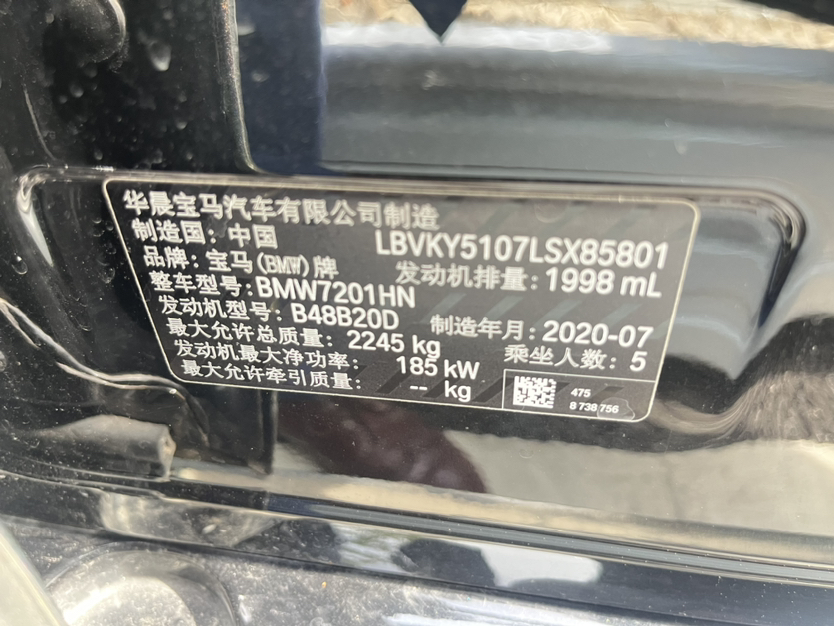 华晨宝马汽车有限公司制造
制造国：中国 LBVKY5107LSX85801
品牌：宝马(BMW)牌 发动机排量：1998 mL
整车型号：BMW7201HN
发动机型号：B48B20D 制造年月：2020-07
最大允许总质量：2245 kg 乘坐人数：5
发动机最大净功率：185 kW
最大允许牵引质量：-- kg
475
8 738 756